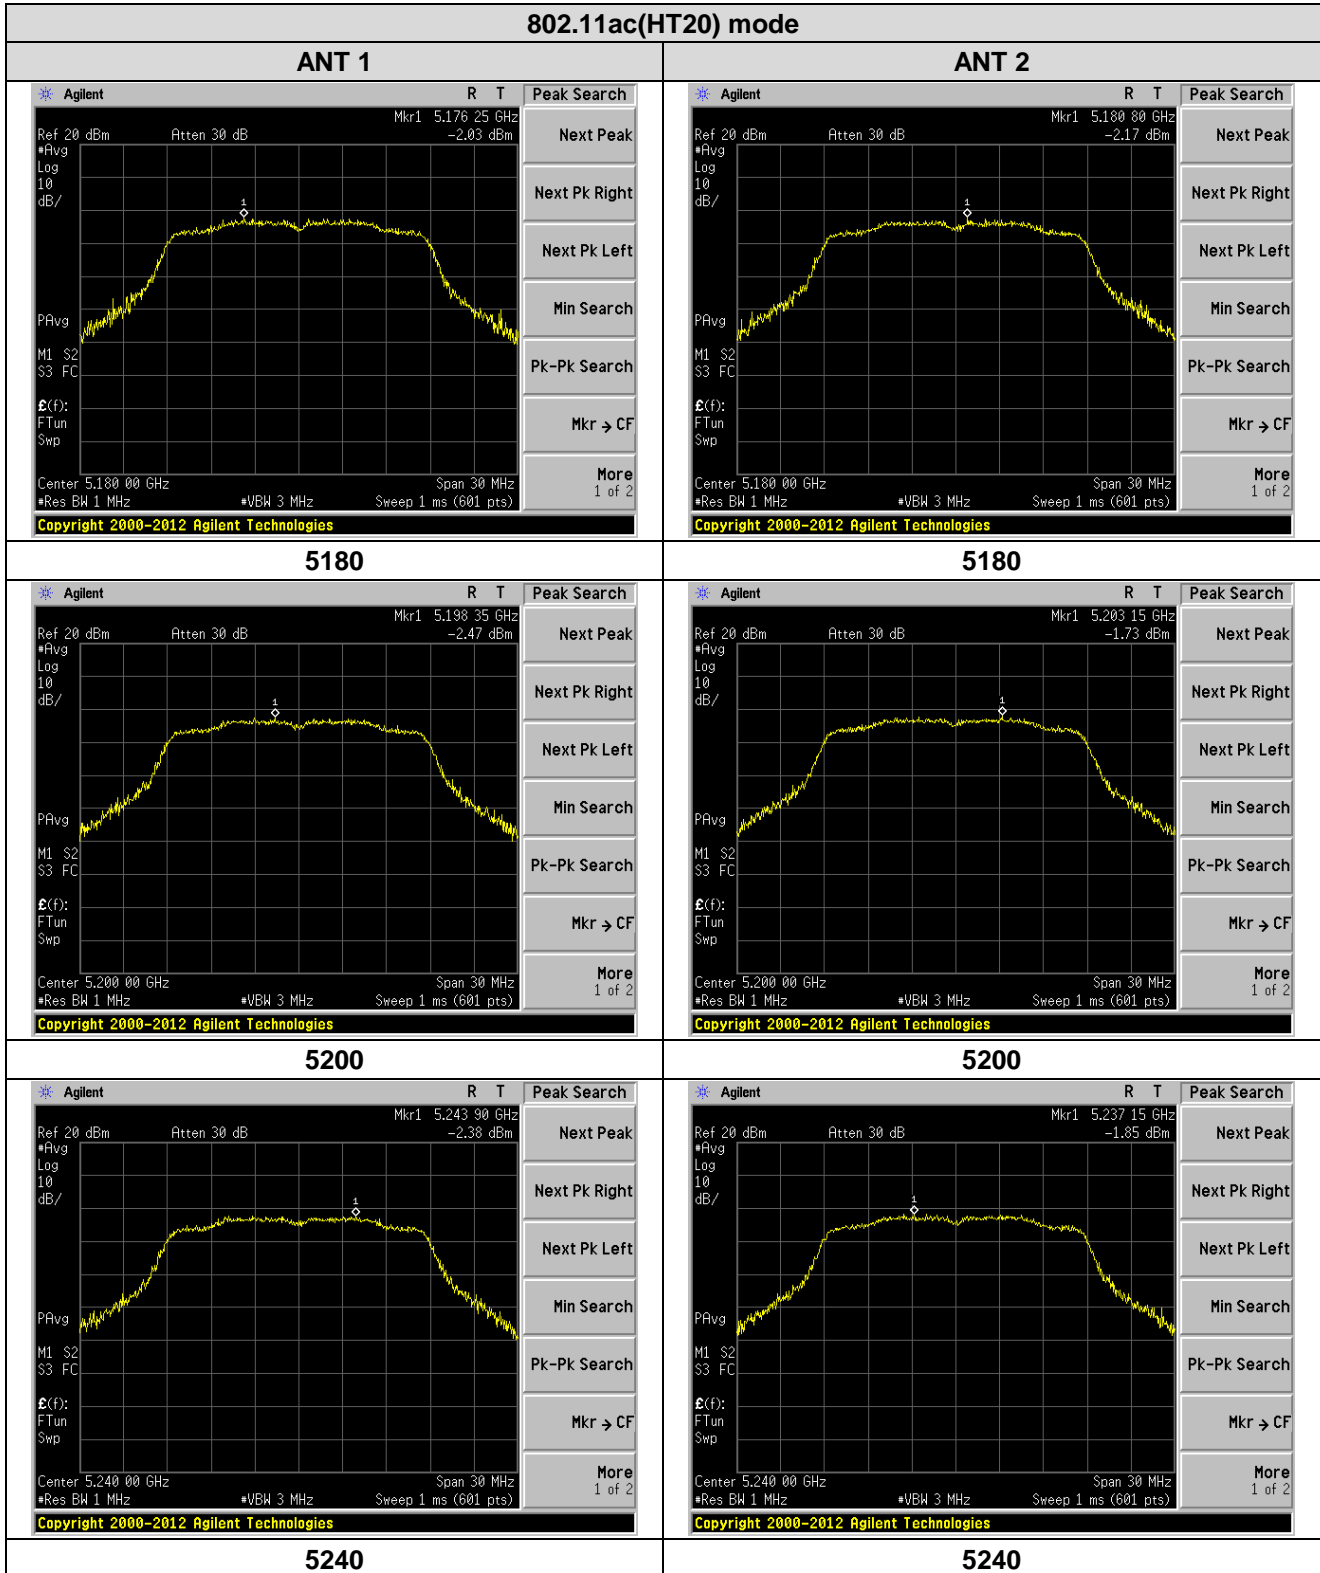 802.11ac(HT20) mode
ANT 1
ANT 2
Agilent R T Peak Search
Mkr1 5.176 25 GHz
Ref 20 dBm Atten 30 dB -2.03 dBm
#Avg
Log
10
dB/
1
PAvg
M1 S2
S3 FC
£(f):
FTun
Swp
Center 5.180 00 GHz Span 30 MHz
#Res BW 1 MHz #VBW 3 MHz Sweep 1 ms (601 pts)
Copyright 2000-2012 Agilent Technologies
Next Peak
Next Pk Right
Next Pk Left
Min Search
Pk-Pk Search
Mkr → CF
More
1 of 2
Agilent R T Peak Search
Mkr1 5.180 80 GHz
Ref 20 dBm Atten 30 dB -2.17 dBm
#Avg
Log
10
dB/
1
PAvg
M1 S2
S3 FC
£(f):
FTun
Swp
Center 5.180 00 GHz Span 30 MHz
#Res BW 1 MHz #VBW 3 MHz Sweep 1 ms (601 pts)
Copyright 2000-2012 Agilent Technologies
Next Peak
Next Pk Right
Next Pk Left
Min Search
Pk-Pk Search
Mkr → CF
More
1 of 2
5180
5180
Agilent R T Peak Search
Mkr1 5.198 35 GHz
Ref 20 dBm Atten 30 dB -2.47 dBm
#Avg
Log
10
dB/
1
PAvg
M1 S2
S3 FC
£(f):
FTun
Swp
Center 5.200 00 GHz Span 30 MHz
#Res BW 1 MHz #VBW 3 MHz Sweep 1 ms (601 pts)
Copyright 2000-2012 Agilent Technologies
Next Peak
Next Pk Right
Next Pk Left
Min Search
Pk-Pk Search
Mkr → CF
More
1 of 2
Agilent R T Peak Search
Mkr1 5.203 15 GHz
Ref 20 dBm Atten 30 dB -1.73 dBm
#Avg
Log
10
dB/
1
PAvg
M1 S2
S3 FC
£(f):
FTun
Swp
Center 5.200 00 GHz Span 30 MHz
#Res BW 1 MHz #VBW 3 MHz Sweep 1 ms (601 pts)
Copyright 2000-2012 Agilent Technologies
Next Peak
Next Pk Right
Next Pk Left
Min Search
Pk-Pk Search
Mkr → CF
More
1 of 2
5200
5200
Agilent R T Peak Search
Mkr1 5.243 90 GHz
Ref 20 dBm Atten 30 dB -2.38 dBm
#Avg
Log
10
dB/
1
PAvg
M1 S2
S3 FC
£(f):
FTun
Swp
Center 5.240 00 GHz Span 30 MHz
#Res BW 1 MHz #VBW 3 MHz Sweep 1 ms (601 pts)
Copyright 2000-2012 Agilent Technologies
Next Peak
Next Pk Right
Next Pk Left
Min Search
Pk-Pk Search
Mkr → CF
More
1 of 2
Agilent R T Peak Search
Mkr1 5.237 15 GHz
Ref 20 dBm Atten 30 dB -1.85 dBm
#Avg
Log
10
dB/
1
PAvg
M1 S2
S3 FC
£(f):
FTun
Swp
Center 5.240 00 GHz Span 30 MHz
#Res BW 1 MHz #VBW 3 MHz Sweep 1 ms (601 pts)
Copyright 2000-2012 Agilent Technologies
Next Peak
Next Pk Right
Next Pk Left
Min Search
Pk-Pk Search
Mkr → CF
More
1 of 2
5240
5240